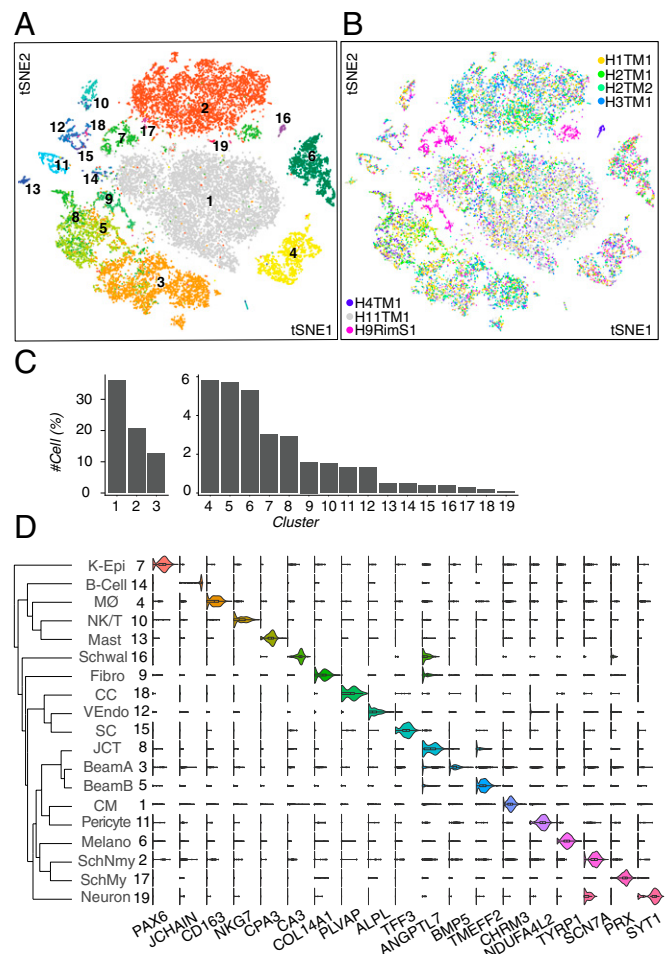 A
B
tSNE2
tSNE2
H1TM1
H2TM1
H2TM2
H3TM1
10
12
18
17
16
2
7
19
6
15
11
14
13
9
1
8
5
4
3
H4TM1
H11TM1
H9RimS1
tSNE1
tSNE1
C
#Cell (%)
30
20
10
0
1 2 3
6
4
2
0
4 5 6 7 8 9 10 11 12 13 14 15 16 17 18 19
Cluster
D
K-Epi 7
B-Cell 14
MØ 4
NK/T 10
Mast 13
Schwal 16
Fibro 9
CC 18
VEndo 12
SC 15
JCT 8
BeamA 3
BeamB 5
CM 1
Pericyte 11
Melano 6
SchNmy 2
SchMy 17
Neuron 19
PAX6 JCHAIN CD163 NKG7 CPA3 CA3 COL14A1 PLVAP ALPL TFF3 ANGPTL7 BMP5 TMEFF2 CHRM3 NDUFA4L2 TYRP1 SCN7A PRX SYT1